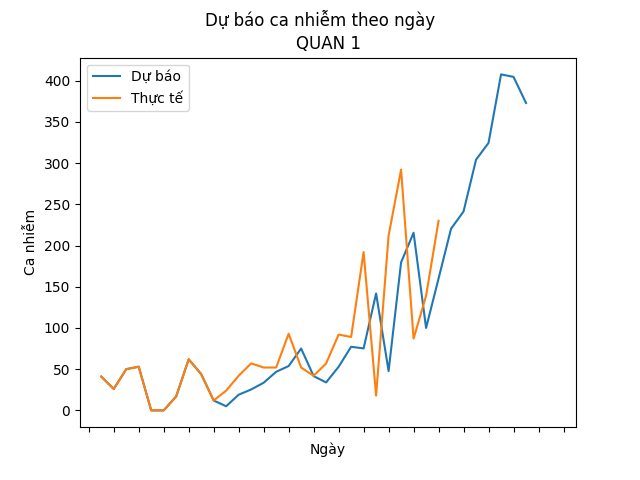 Dự báo ca nhiễm theo ngày
QUAN 1
Dự báo
Thực tế
400
350
300
250
200
150
100
50
0
Ca nhiễm
Ngày